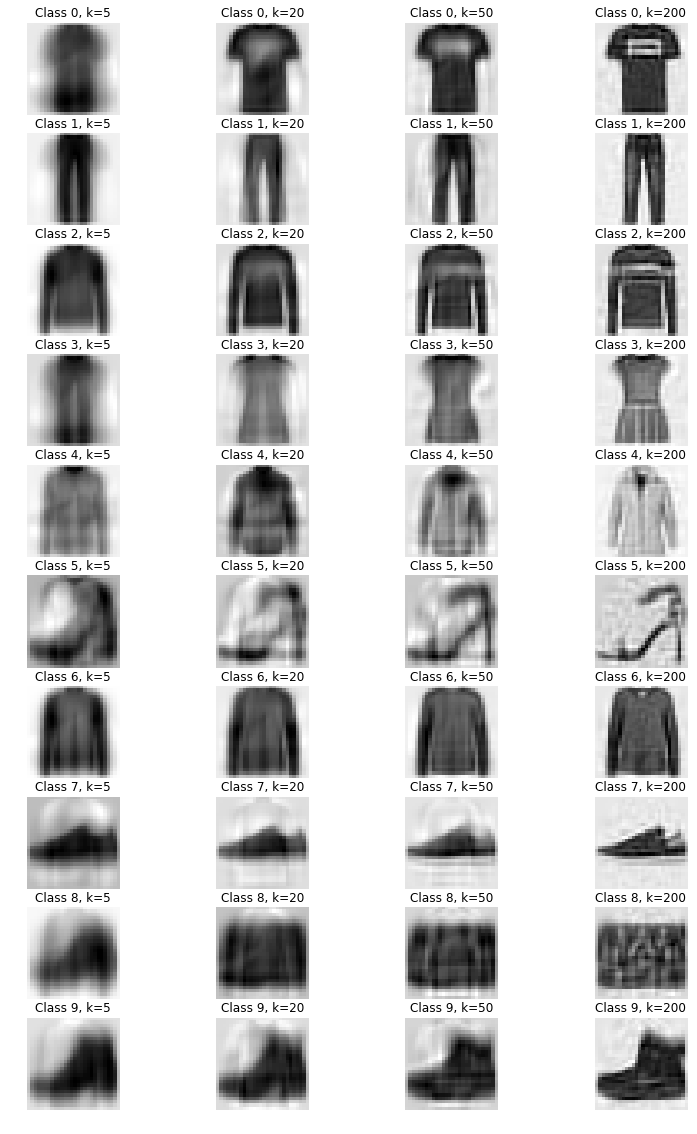 Class 0, k=5 Class 0, k=20 Class 0, k=50 Class 0, k=200
Class 1, k=5 Class 1, k=20 Class 1, k=50 Class 1, k=200
Class 2, k=5 Class 2, k=20 Class 2, k=50 Class 2, k=200
Class 3, k=5 Class 3, k=20 Class 3, k=50 Class 3, k=200
Class 4, k=5 Class 4, k=20 Class 4, k=50 Class 4, k=200
Class 5, k=5 Class 5, k=20 Class 5, k=50 Class 5, k=200
Class 6, k=5 Class 6, k=20 Class 6, k=50 Class 6, k=200
Class 7, k=5 Class 7, k=20 Class 7, k=50 Class 7, k=200
Class 8, k=5 Class 8, k=20 Class 8, k=50 Class 8, k=200
Class 9, k=5 Class 9, k=20 Class 9, k=50 Class 9, k=200